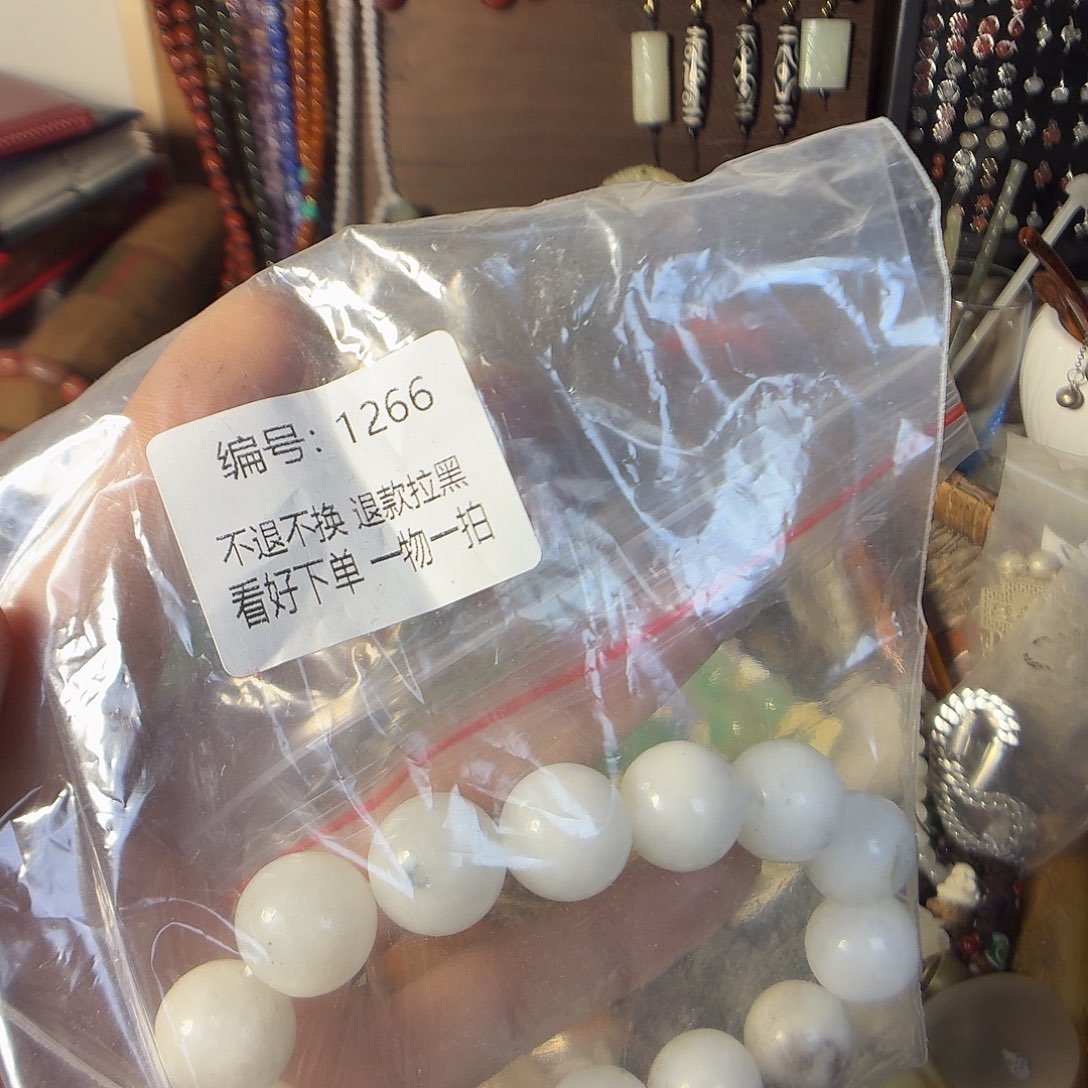 编号：1266
不退不换 退款拉黑
看好下单 一物一拍